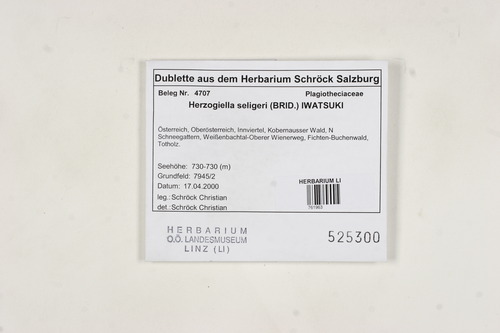 Dublette aus dem Herbarium Schröck Salzburg
Beleg Nr. 4707 Plagiotheciaceae
Herzogiella seligeri (BRID.) IWATSUKI
Österreich, Oberösterreich, Innviertel, Kobernausser Wald, N
Schneegattern, Weißenbachtal-Oberer Wienerweg, Fichten-Buchenwald,
Totholz.
Seehöhe: 730-730 (m)
Grundfeld: 7945/2
Datum: 17.04.2000
leg.: Schröck Christian
det.: Schröck Christian
HERBARIUM LI
701963
HERBARIUM
O.Ö. LANDESMUSEUM
LINZ (LI)
525300